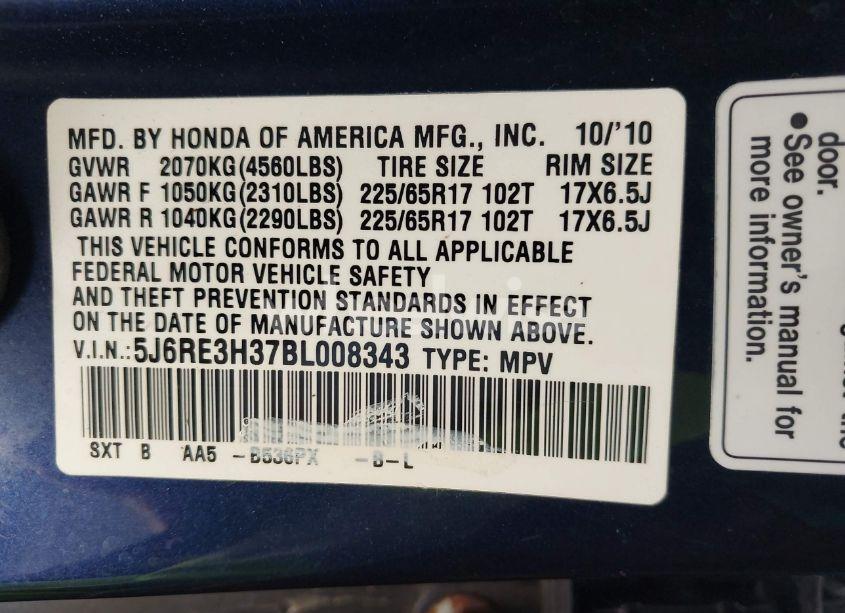 MFD. BY HONDA OF AMERICA MFG., INC. 10/'10
GVWR 2070KG(4560LBS) TIRE SIZE RIM SIZE
GAWR F 1050KG(2310LBS) 225/65R17 102T 17X6.5J
GAWR R 1040KG(2290LBS) 225/65R17 102T 17X6.5J
THIS VEHICLE CONFORMS TO ALL APPLICABLE
FEDERAL MOTOR VEHICLE SAFETY
AND THEFT PREVENTION STANDARDS IN EFFECT
ON THE DATE OF MANUFACTURE SHOWN ABOVE.
V.I.N.:5J6RE3H37BL008343 TYPE: MPV
SXT B AA5 -B536PX -B-L
door.
• See owner's manual for
more information.